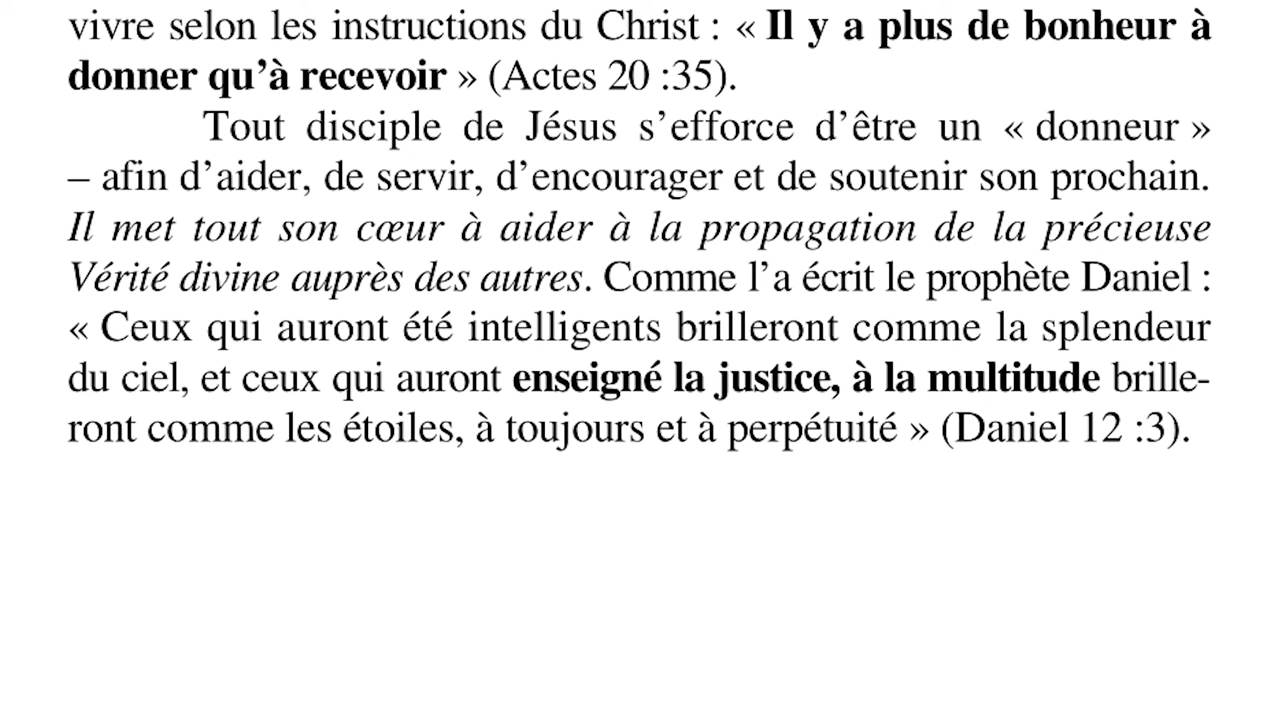 vivre selon les instructions du Christ : « Il y a plus de bonheur à
donner qu’à recevoir » (Actes 20 :35).
Tout disciple de Jésus s’efforce d’être un « donneur »
– afin d’aider, de servir, d’encourager et de soutenir son prochain.
Il met tout son cœur à aider à la propagation de la précieuse
Vérité divine auprès des autres. Comme l’a écrit le prophète Daniel :
« Ceux qui auront été intelligents brilleront comme la splendeur
du ciel, et ceux qui auront enseigné la justice, à la multitude brille-
ront comme les étoiles, à toujours et à perpétuité » (Daniel 12 :3).